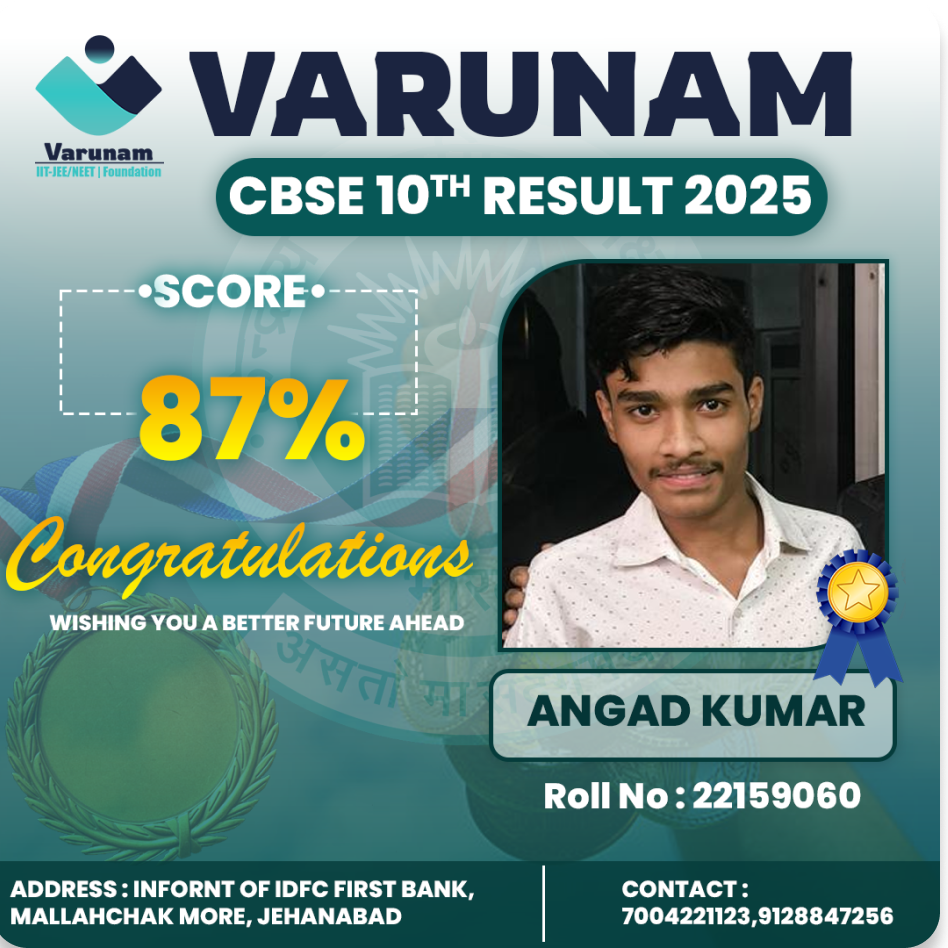 VARUNAM
Varunam
IIT-JEE/NEET | Foundation
CBSE 10TH RESULT 2025
SCORE
87%
Congratulations
WISHING YOU A BETTER FUTURE AHEAD
असतो मा
ANGAD KUMAR
Roll No : 22159060
ADDRESS : INFORNT OF IDFC FIRST BANK,
MALLAHCHAK MORE, JEHANABAD
CONTACT :
7004221123,9128847256